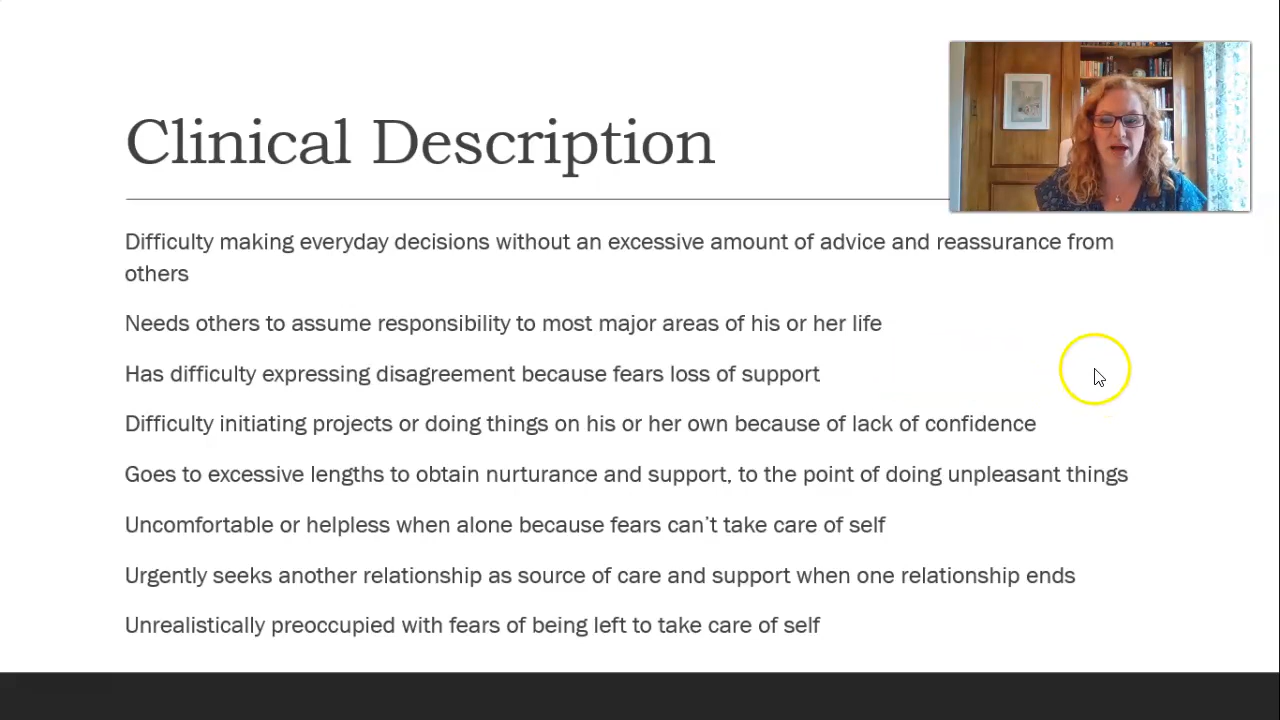 Clinical Description
Difficulty making everyday decisions without an excessive amount of advice and reassurance from
others
Needs others to assume responsibility to most major areas of his or her life
Has difficulty expressing disagreement because fears loss of support
Difficulty initiating projects or doing things on his or her own because of lack of confidence
Goes to excessive lengths to obtain nurturance and support, to the point of doing unpleasant things
Uncomfortable or helpless when alone because fears can’t take care of self
Urgently seeks another relationship as source of care and support when one relationship ends
Unrealistically preoccupied with fears of being left to take care of self